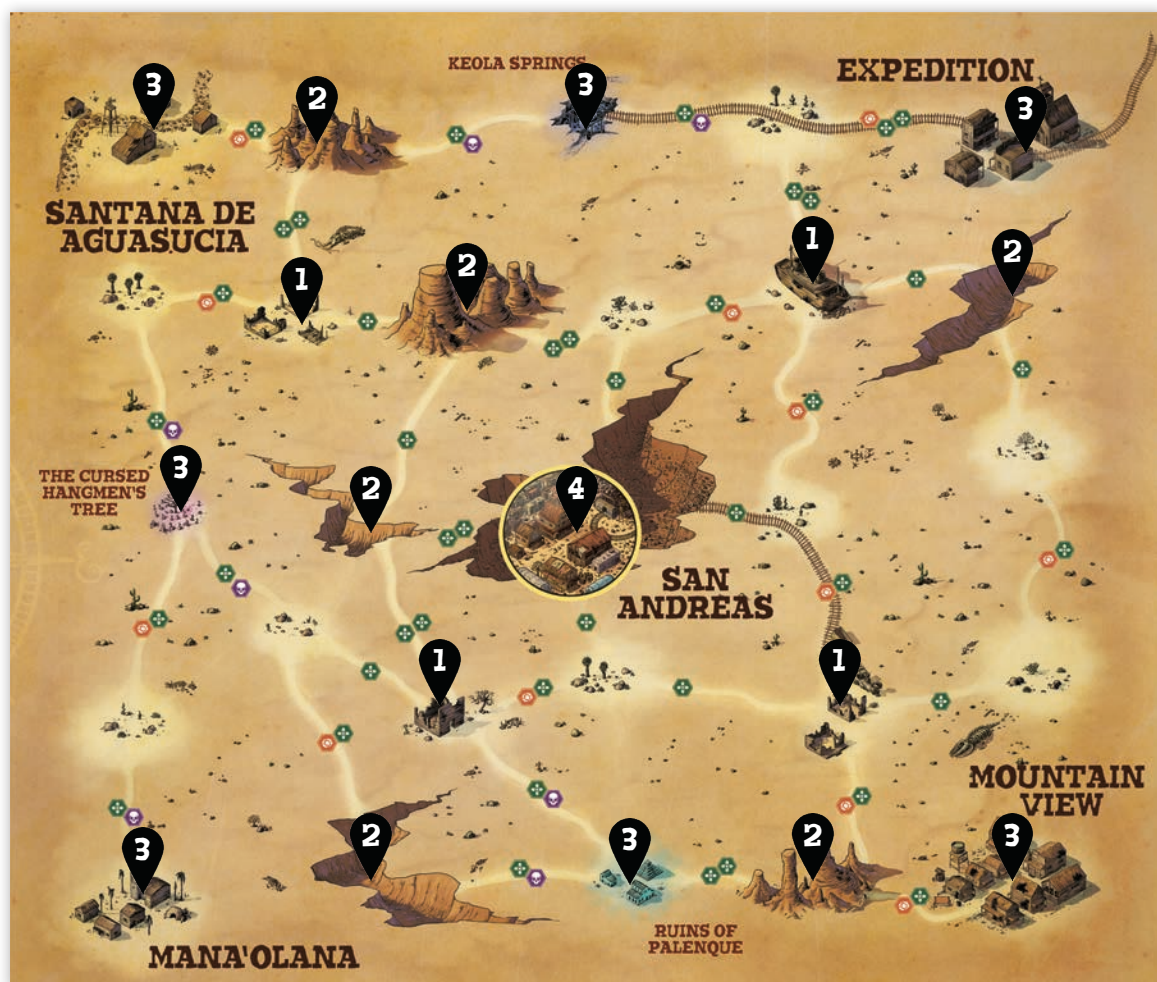 KEOLA SPRINGS
EXPEDITION
3
2
3
3
SANTANA DE
AGUASUCIA
1
2
1
2
THE CURSED
HANGMEN'S
TREE
3
2
4
SAN
ANDREAS
1
1
MOUNTAIN
VIEW
3
2
3
2
3
RUINS OF
PALENQUE
MANA'OLANA